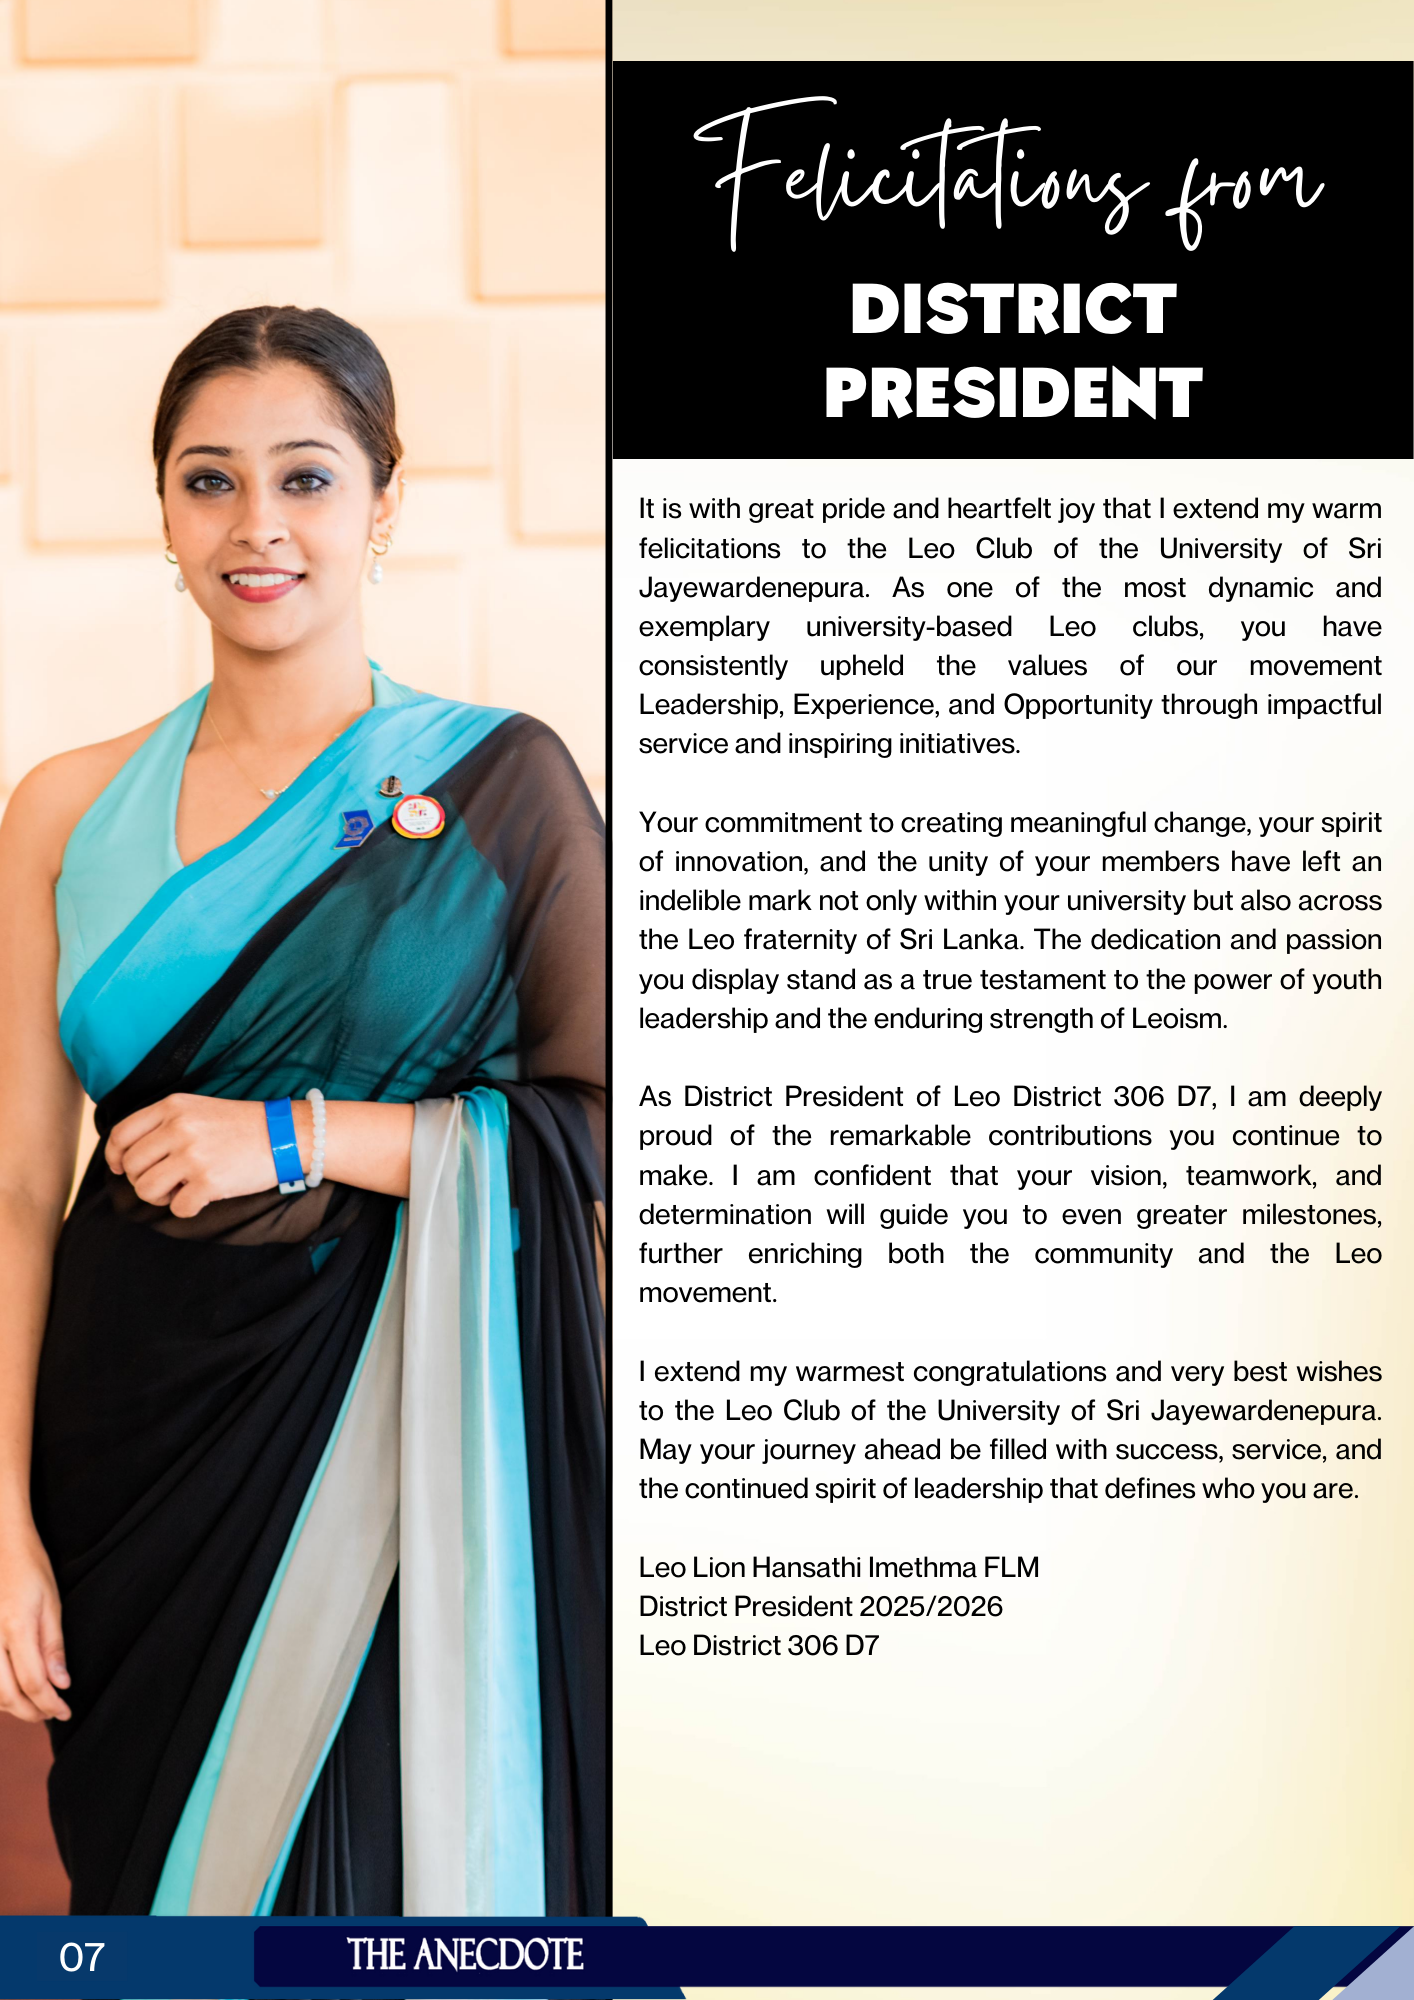 Felicitations from
DISTRICT
PRESIDENT
It is with great pride and heartfelt joy that I extend my warm
felicitations to the Leo Club of the University of Sri
Jayewardenepura. As one of the most dynamic and
exemplary university-based Leo clubs, you have
consistently upheld the values of our movement
Leadership, Experience, and Opportunity through impactful
service and inspiring initiatives.
Your commitment to creating meaningful change, your spirit
of innovation, and the unity of your members have left an
indelible mark not only within your university but also across
the Leo fraternity of Sri Lanka. The dedication and passion
you display stand as a true testament to the power of youth
leadership and the enduring strength of Leoism.
As District President of Leo District 306 D7, I am deeply
proud of the remarkable contributions you continue to
make. I am confident that your vision, teamwork, and
determination will guide you to even greater milestones,
further enriching both the community and the Leo
movement.
I extend my warmest congratulations and very best wishes
to the Leo Club of the University of Sri Jayewardenepura.
May your journey ahead be filled with success, service, and
the continued spirit of leadership that defines who you are.
Leo Lion Hansathi Imethma FLM
District President 2025/2026
Leo District 306 D7
07
THE ANECDOTE